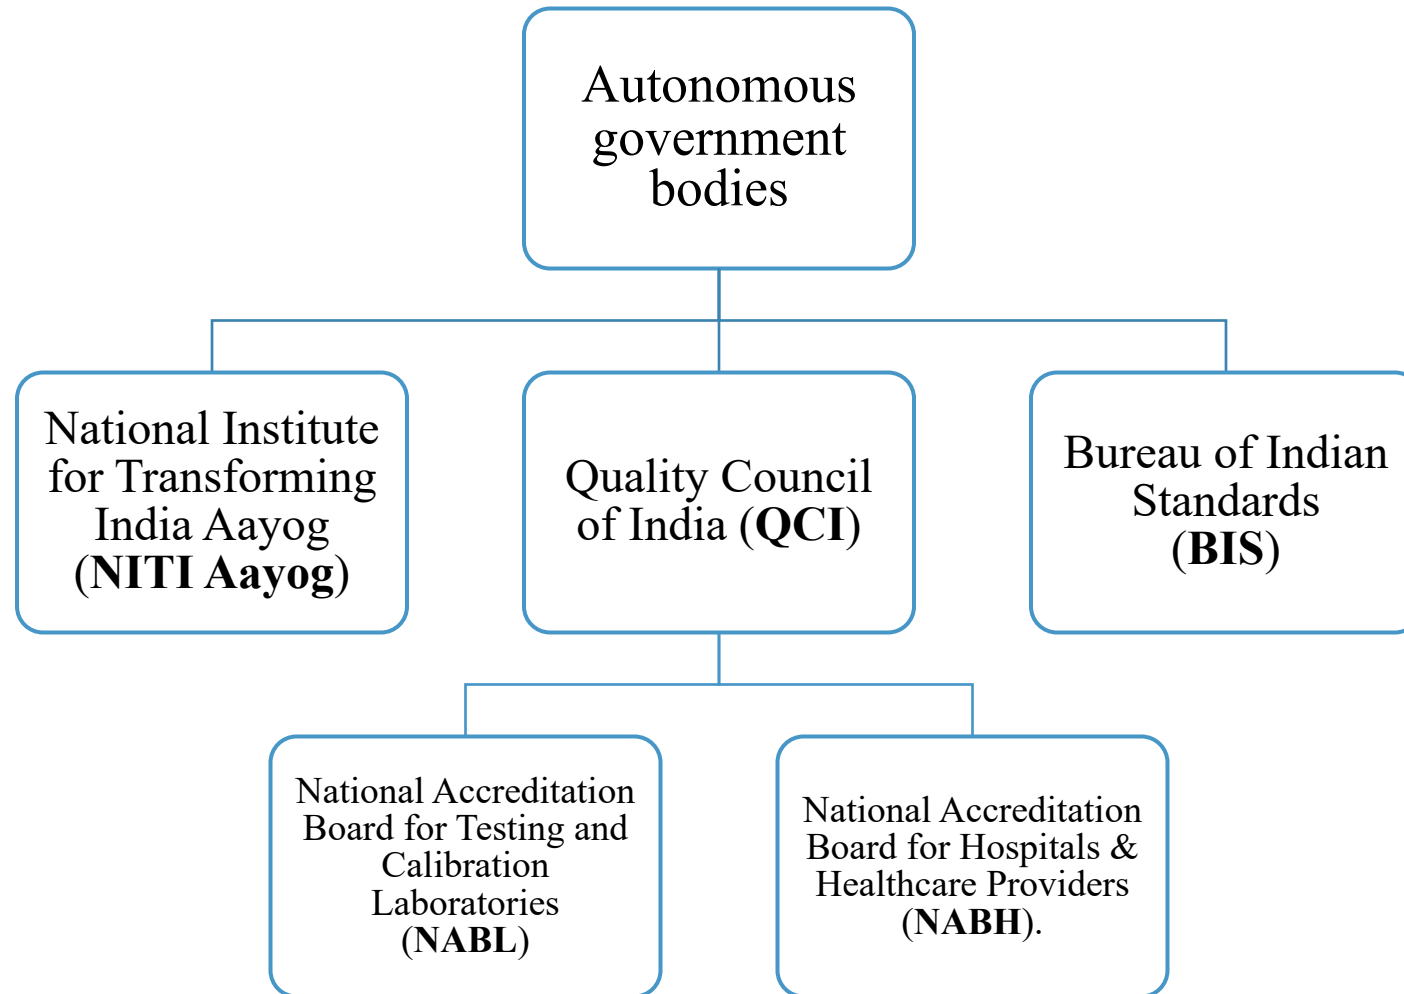 Autonomous
government
bodies
National Institute
for Transforming
India Aayog
(NITI Aayog)
Quality Council
of India (QCI)
Bureau of Indian
Standards
(BIS)
National Accreditation
Board for Testing and
Calibration
Laboratories
(NABL)
National Accreditation
Board for Hospitals &
Healthcare Providers
(NABH).